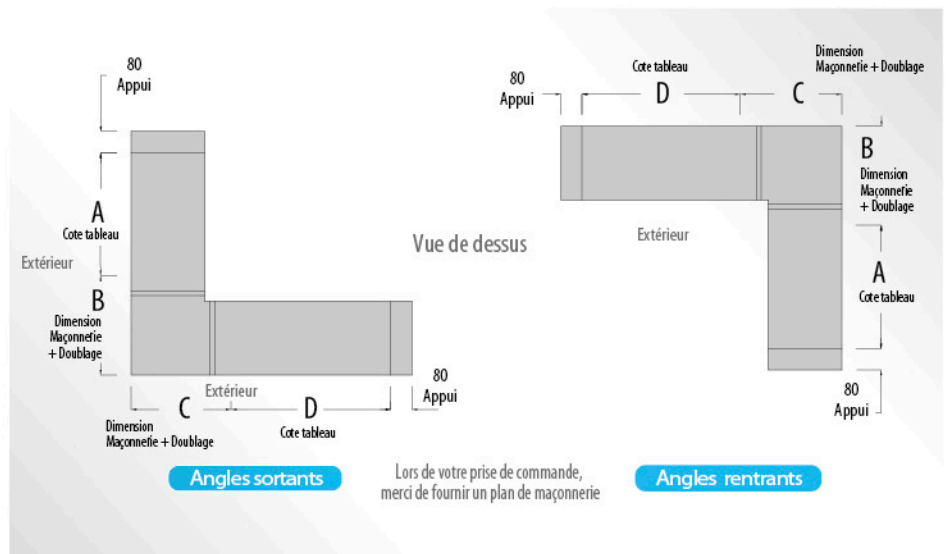 80
Appui
A
Cote tableau
Extérieur
B
Dimension
Maçonnerie
+ Doublage
Extérieur
C
D
Dimension
Maçonnerie + Doublage
Cote tableau
80
Appui
Angles sortants
Vue de dessus
Lors de votre prise de commande,
merci de fournir un plan de maçonnerie
80
Appui
Cote tableau
D
Dimension
Maçonnerie + Doublage
C
B
Dimension
Maçonnerie
+ Doublage
Extérieur
A
Cote tableau
80
Appui
Angles rentrants